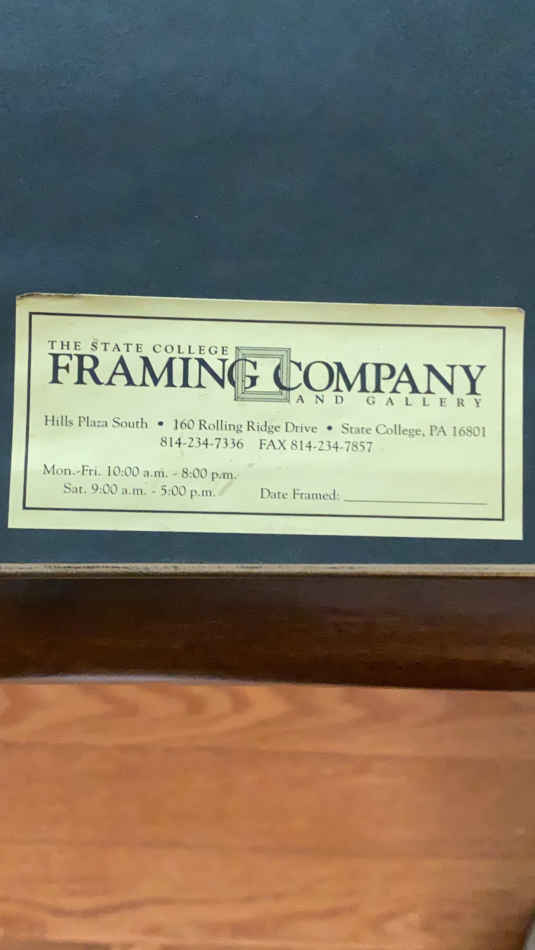 THE STATE COLLEGE
FRAMING COMPANY
AND GALLERY
Hills Plaza South • 160 Rolling Ridge Drive • State College, PA 16801
814-234-7336 FAX 814-234-7857
Mon.-Fri. 10:00 a.m. - 8:00 p.m.
Sat. 9:00 a.m. - 5:00 p.m. Date Framed: